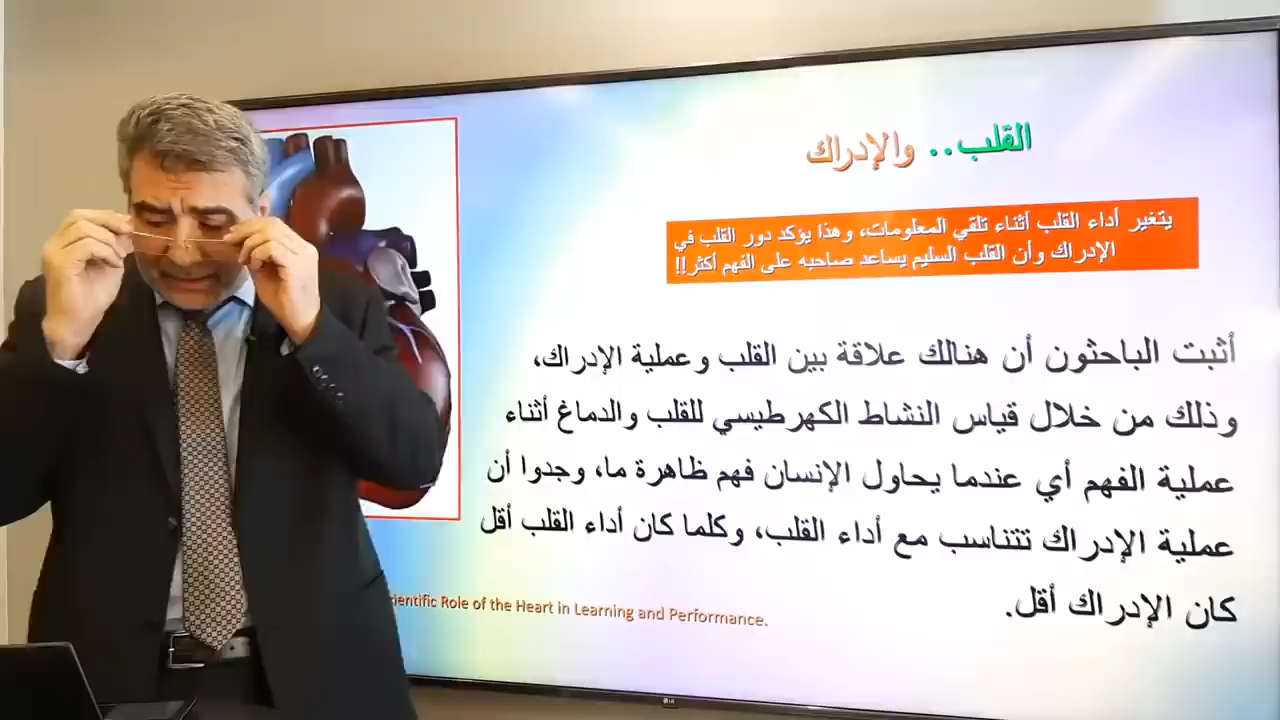 القلب.. والإدراك
يتغير أداء القلب أثناء تلقي المعلومات، وهذا يؤكد دور القلب في
الإدراك وأن القلب السليم يساعد صاحبه على الفهم أكثر!!
أثبت الباحثون أن هنالك علاقة بين القلب وعملية الإدراك،
وذلك من خلال قياس النشاط الكهرطيسي للقلب والدماغ أثناء
عملية الفهم أي عندما يحاول الإنسان فهم ظاهرة ما، وجدوا أن
عملية الإدراك تتناسب مع أداء القلب، وكلما كان أداء القلب أقل
كان الإدراك أقل.
Role of the Heart in Learning and Performance.
LG